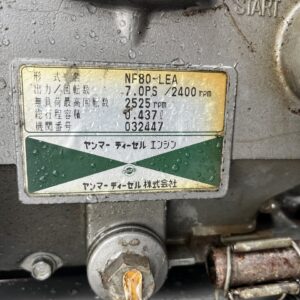 START
形式 NF80-LEA
出力/回転数 7.0PS /2400 rpm
無負荷最高回転数 2525 rpm
総行程容積 0.437ℓ
機関番号 032447
ヤンマー ディーゼル エンジン
ヤンマー ディーゼル 株式会社